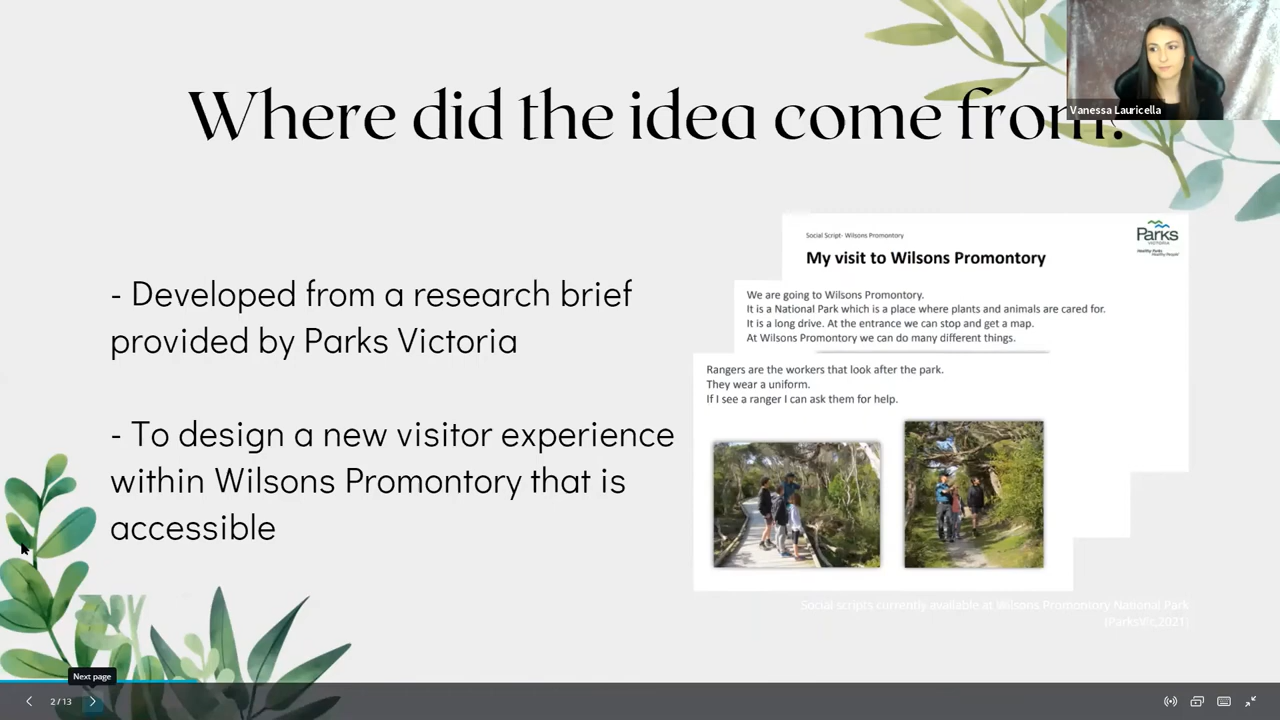 Where did the idea come from?
Vanessa Lauricella
- Developed from a research brief
provided by Parks Victoria
- To design a new visitor experience
within Wilsons Promontory that is
accessible
Social Script- Wilsons Promontory
Parks
VICTORIA
Healthy Parks
Healthy People
My visit to Wilsons Promontory
We are going to Wilsons Promontory.
It is a National Park which is a place where plants and animals are cared for.
It is a long drive. At the entrance we can stop and get a map.
At Wilsons Promontory we can do many different things.
Rangers are the workers that look after the park.
They wear a uniform.
If I see a ranger I can ask them for help.
Social scripts currently available at Wilsons Promontory National Park
(ParksVic,2021)
Next page
2/13